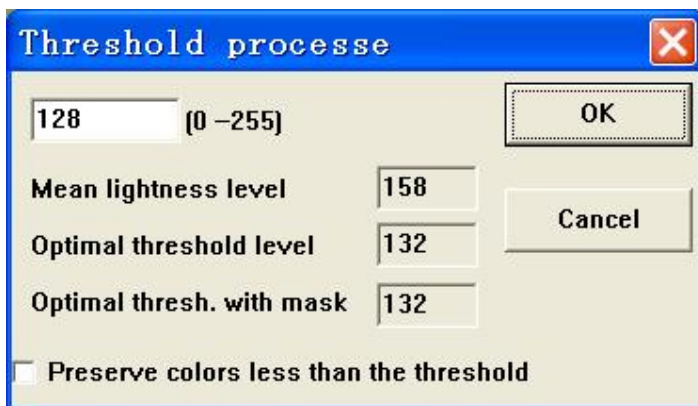 Threshold processe
128 (0 –255)
OK
Mean lightness level 158
Cancel
Optimal threshold level 132
Optimal thresh. with mask 132
Preserve colors less than the threshold